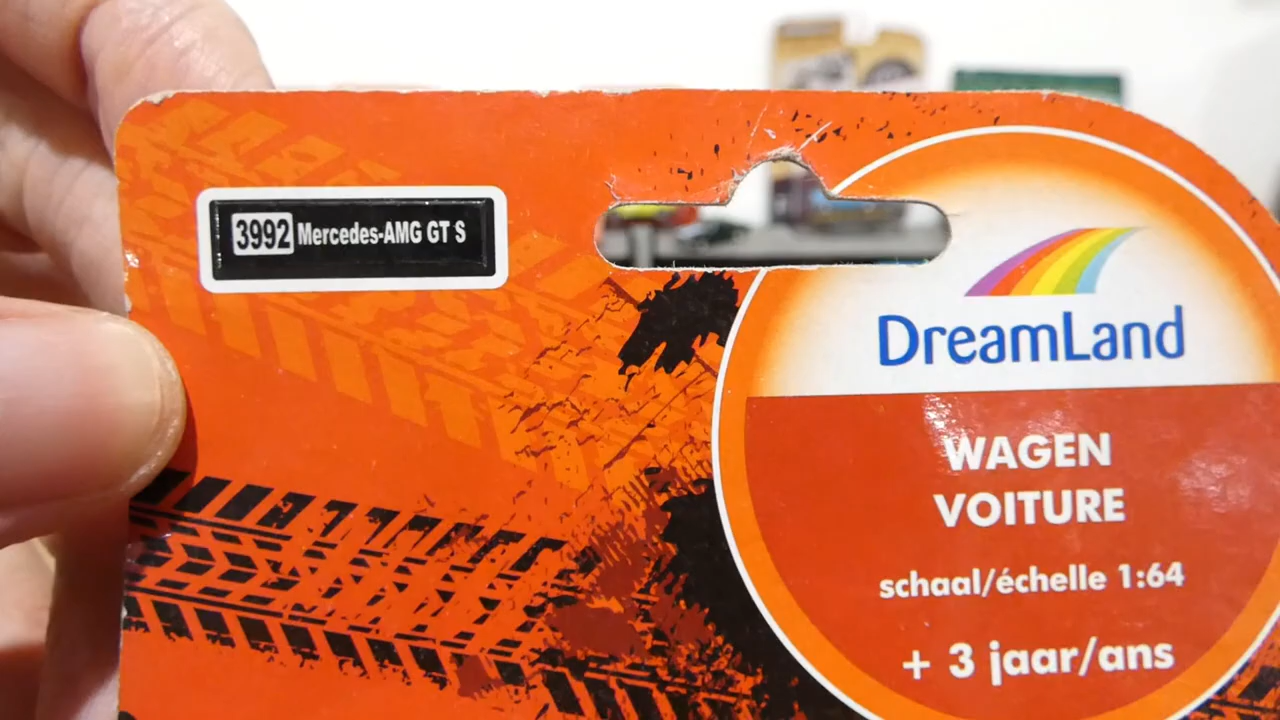 3992 Mercedes-AMG GT S
DreamLand
WAGEN
VOITURE
schaal/échelle 1:64
+ 3 jaar/ans